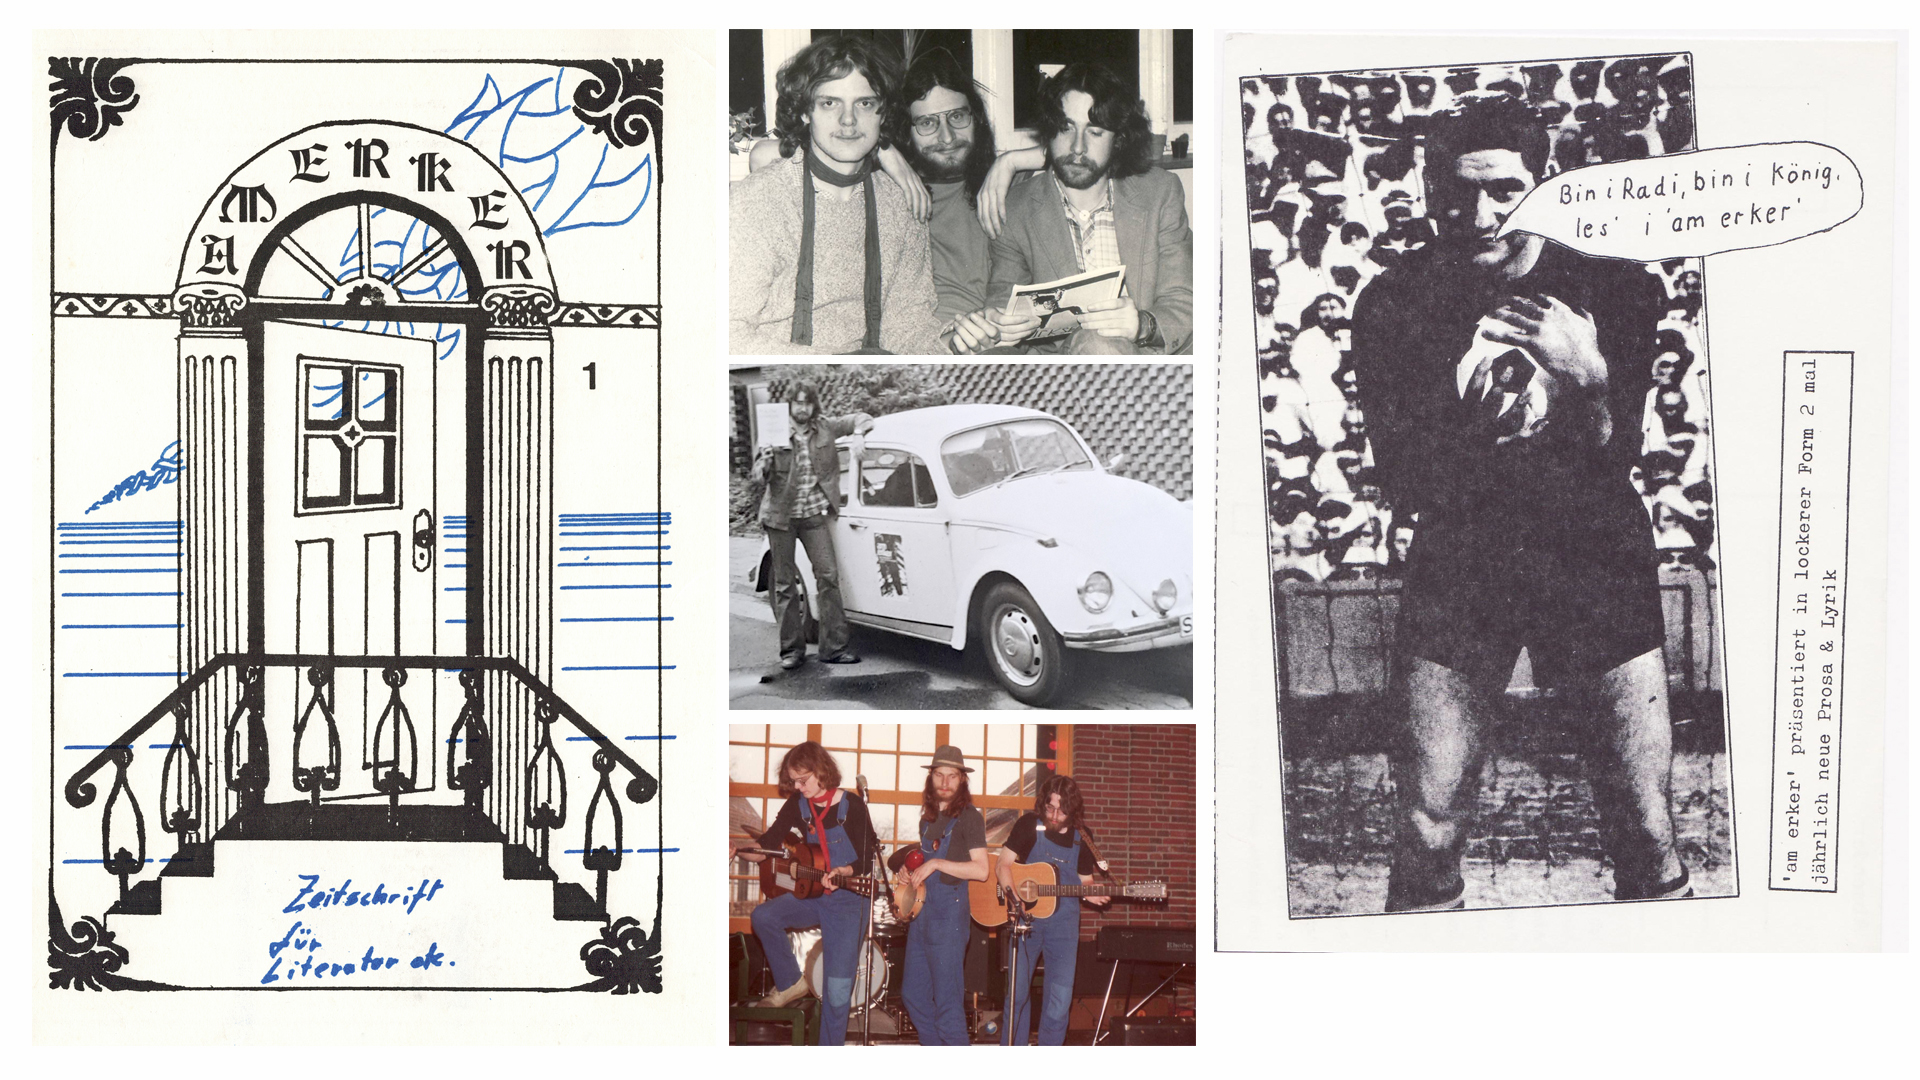 AM ERKER
1
Zeitschrift
für
Literatur etc.
Bin i Radi, bin i König.
les' i 'am erker'
'am erker' präsentiert in lockerer Form 2 mal
jährlich neue Prosa & Lyrik
Rhodes
S